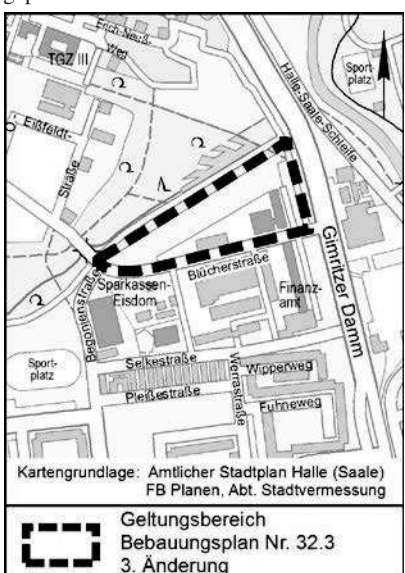 Erich-Neuß-
Weg
TGZ III
Sport-
platz
Halle-Saale-Schleife
Eißfeldt-
Straße
Gimritzer Damm
Blücherstraße
Begonienstraße
Sparkassen-
Eisdom
Finanz-
amt
Sport-
platz
Selkestraße
Werrastraße
Wipperweg
Pleißestraße
Fuhneweg
Kartengrundlage: Amtlicher Stadtplan Halle (Saale)
FB Planen, Abt. Stadtvermessung
Geltungsbereich
Bebauungsplan Nr. 32.3
3. Änderung